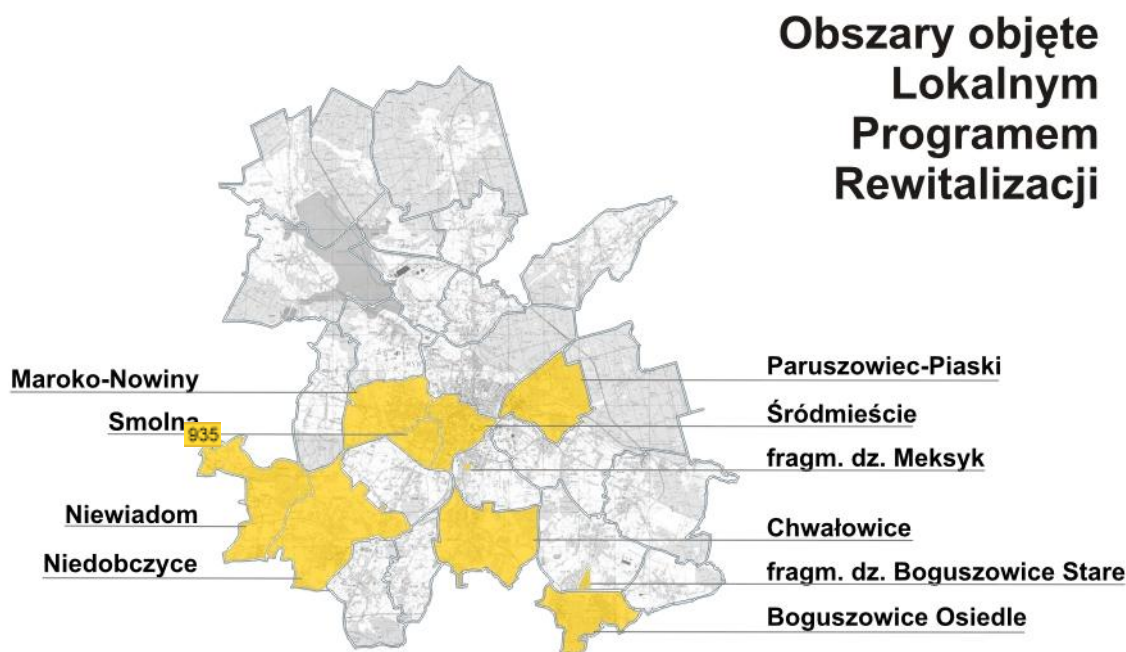 Obszary objęte
Lokalnym
Programem
Rewitalizacji
Maroko-Nowiny
Smolna
935
Niewiadom
Niedobczyce
Paruszowiec-Piaski
Śródmieście
fragm. dz. Meksyk
Chwałowice
fragm. dz. Boguszowice Stare
Boguszowice Osiedle